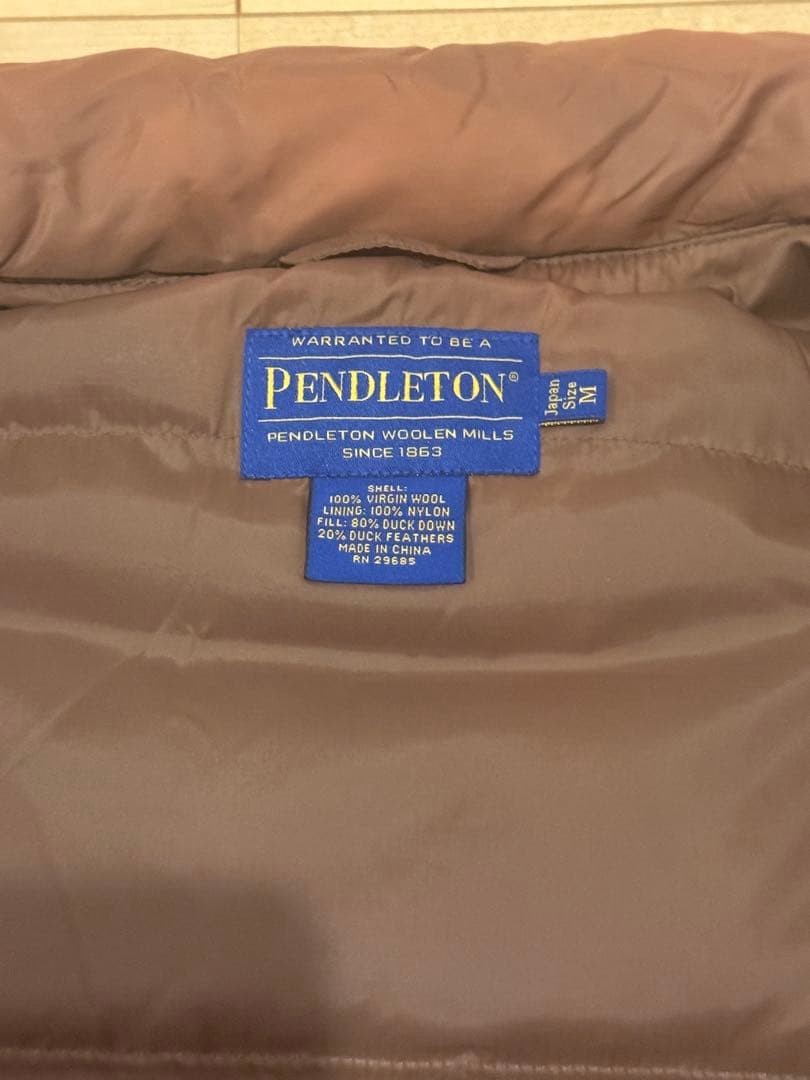 WARRANTED TO BE A
PENDLETON®
PENDLETON WOOLEN MILLS
SINCE 1863
Japan
Size
M
SHELL:
100% VIRGIN WOOL
LINING: 100% NYLON
FILL: 80% DUCK DOWN
20% DUCK FEATHERS
MADE IN CHINA
RN 29685